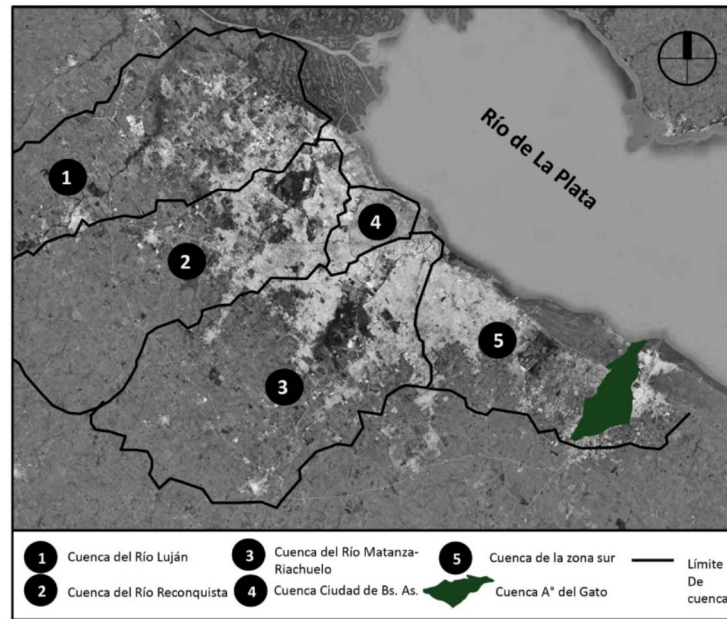 Río de La Plata
1
2
3
4
5
1 Cuenca del Río Luján
2 Cuenca del Río Reconquista
3 Cuenca del Río Matanza-
Riachuelo
4 Cuenca Ciudad de Bs. As.
5 Cuenca de la zona sur
Cuenca A° del Gato
Límite
De
cuenca